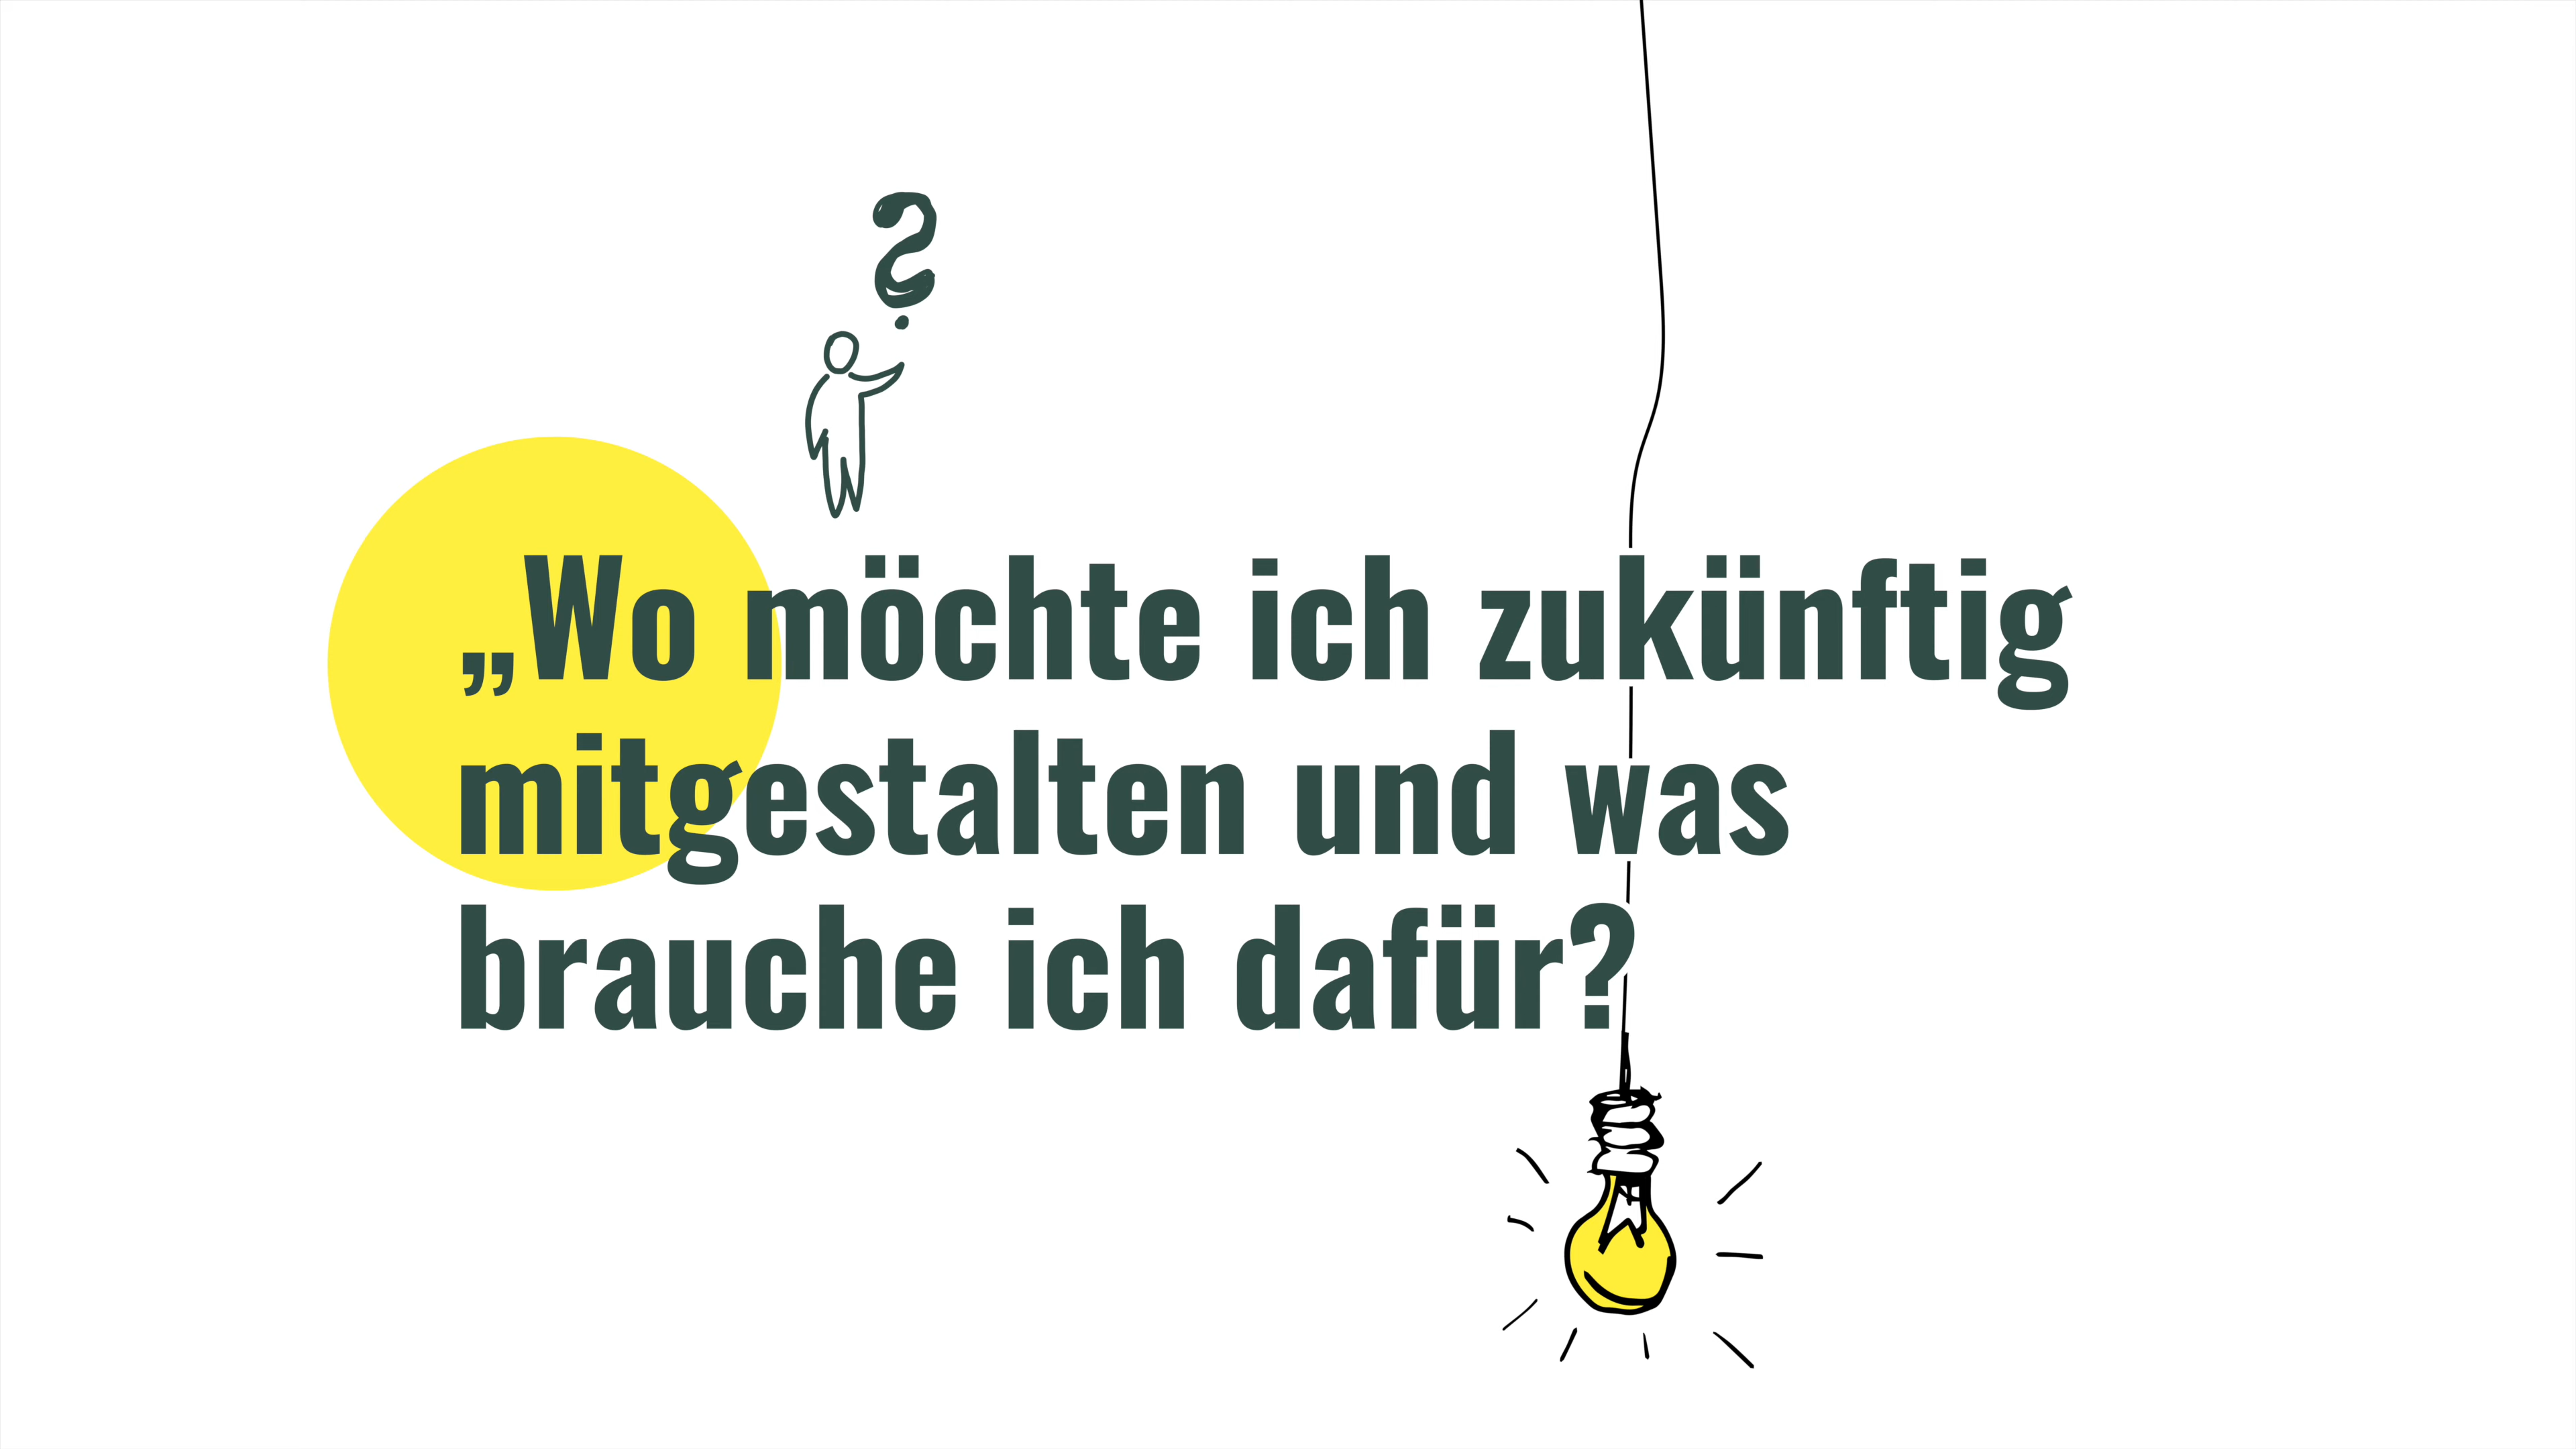 ?
„Wo möchte ich zukünftig
mitgestalten und was
brauche ich dafür?